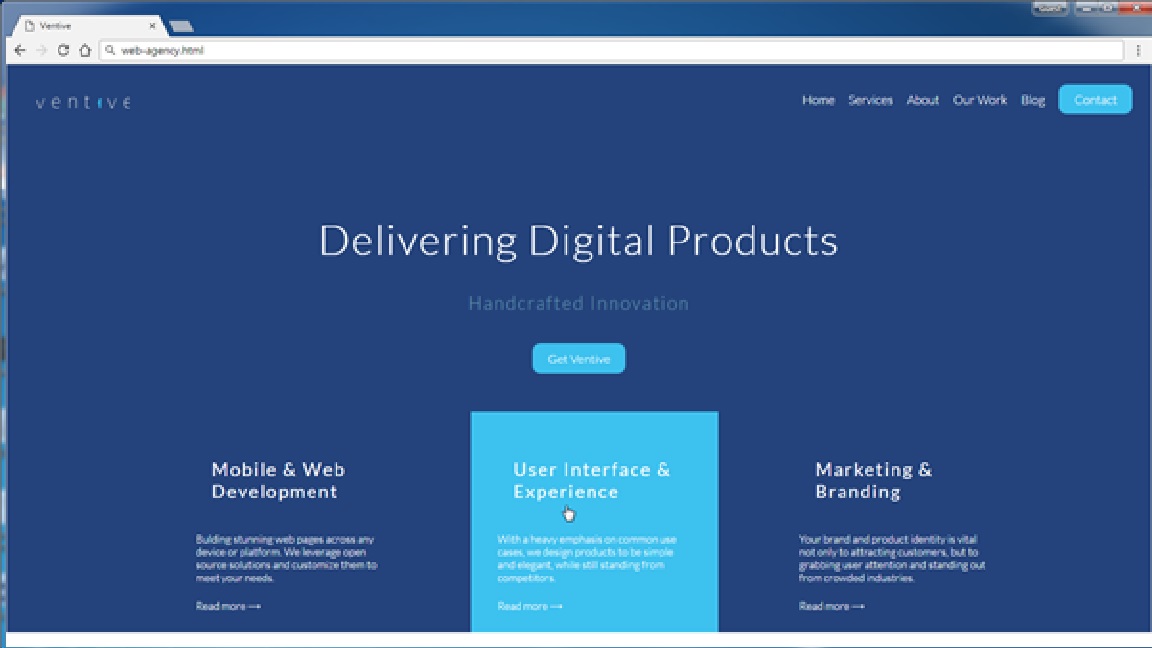 Guest
Ventive
web-agency.html
ventive
Home Services About Our Work Blog Contact
Delivering Digital Products
Handcrafted Innovation
Get Ventive
Mobile & Web
Development
Bulding stunning web pages across any
device or platform. We leverage open
source solutions and customize them to
meet your needs.
Read more →
User Interface &
Experience
With a heavy emphasis on common use
cases, we design products to be simple
and elegant, while still standing from
competitors.
Read more →
Marketing &
Branding
Your brand and product identity is vital
not only to attracting customers, but to
grabbing user attention and standing out
from crowded industries.
Read more →